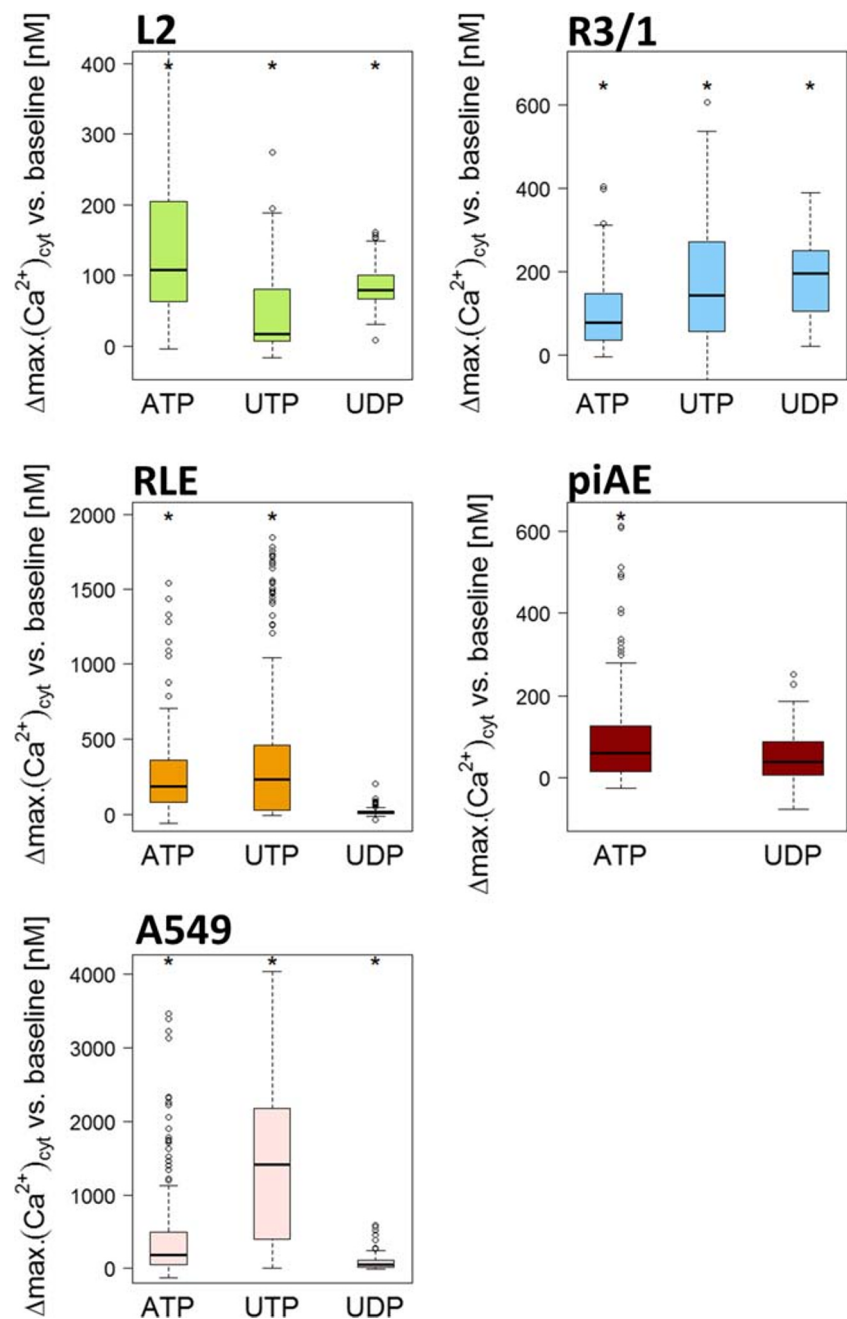 L2
Δmax.(Ca²⁺)cyt vs. baseline [nM]
400
300
200
100
0
* * *
ATP UTP UDP
R3/1
Δmax.(Ca²⁺)cyt vs. baseline [nM]
600
400
200
0
* * *
ATP UTP UDP
RLE
Δmax.(Ca²⁺)cyt vs. baseline [nM]
2000
1500
1000
500
0
* *
ATP UTP UDP
piAE
Δmax.(Ca²⁺)cyt vs. baseline [nM]
600
400
200
0
*
ATP UDP
A549
Δmax.(Ca²⁺)cyt vs. baseline [nM]
4000
3000
2000
1000
0
* * *
ATP UTP UDP